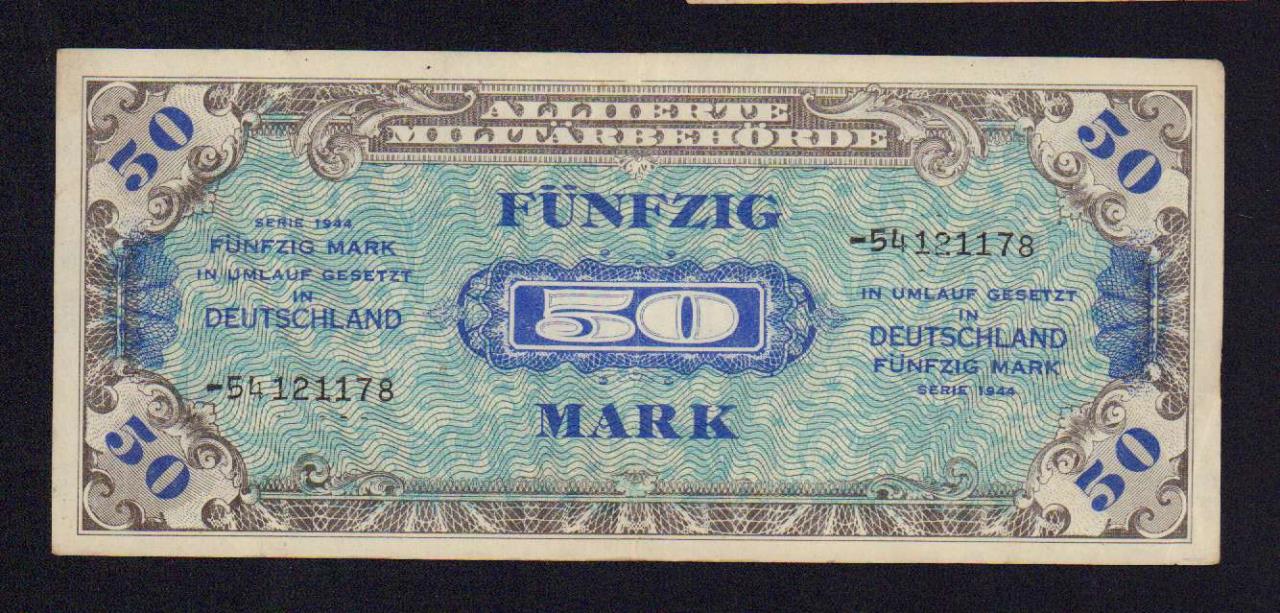 ALLIIERTE
MILITÄRBEHÖRDE
50
50
FÜNFZIG
SERIE 1944
FÜNFZIG MARK
IN UMLAUF GESETZT
IN
DEUTSCHLAND
-54121178
50
-54121178
IN UMLAUF GESETZT
IN
DEUTSCHLAND
FÜNFZIG MARK
SERIE 1944
MARK
50
50